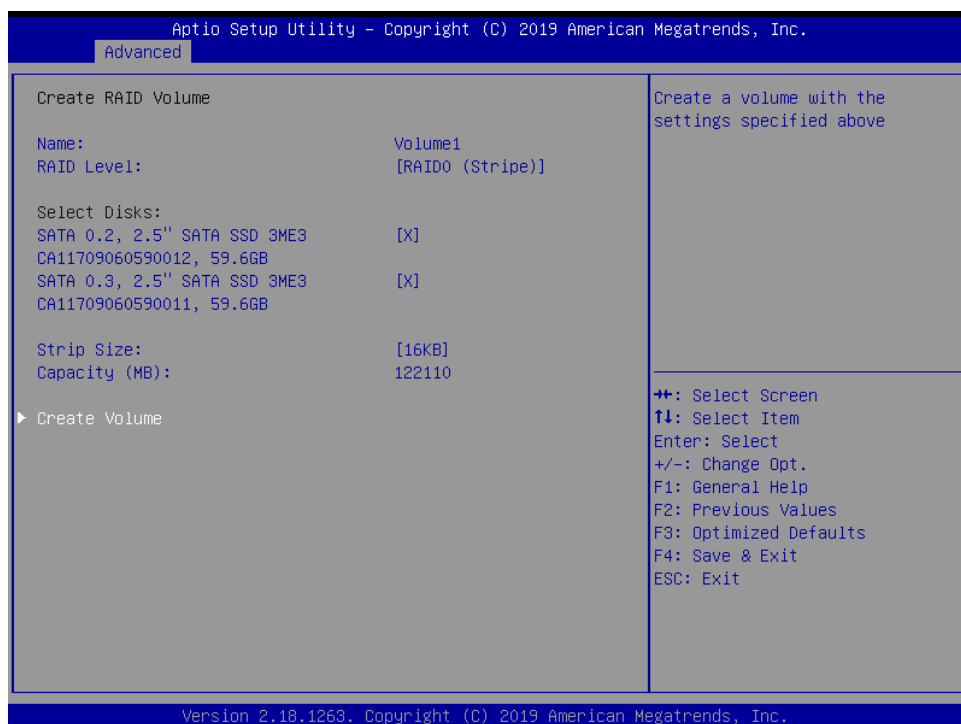 Aptio Setup Utility – Copyright (C) 2019 American Megatrends, Inc.
Advanced
Create RAID Volume
Name: Volume1
RAID Level: [RAID0 (Stripe)]
Select Disks:
SATA 0.2, 2.5" SATA SSD 3ME3 [X]
CA11709060590012, 59.6GB
SATA 0.3, 2.5" SATA SSD 3ME3 [X]
CA11709060590011, 59.6GB
Strip Size: [16KB]
Capacity (MB): 122110
▶ Create Volume
Create a volume with the
settings specified above
→←: Select Screen
↑↓: Select Item
Enter: Select
+/-: Change Opt.
F1: General Help
F2: Previous Values
F3: Optimized Defaults
F4: Save & Exit
ESC: Exit
Version 2.18.1263. Copyright (C) 2019 American Megatrends, Inc.